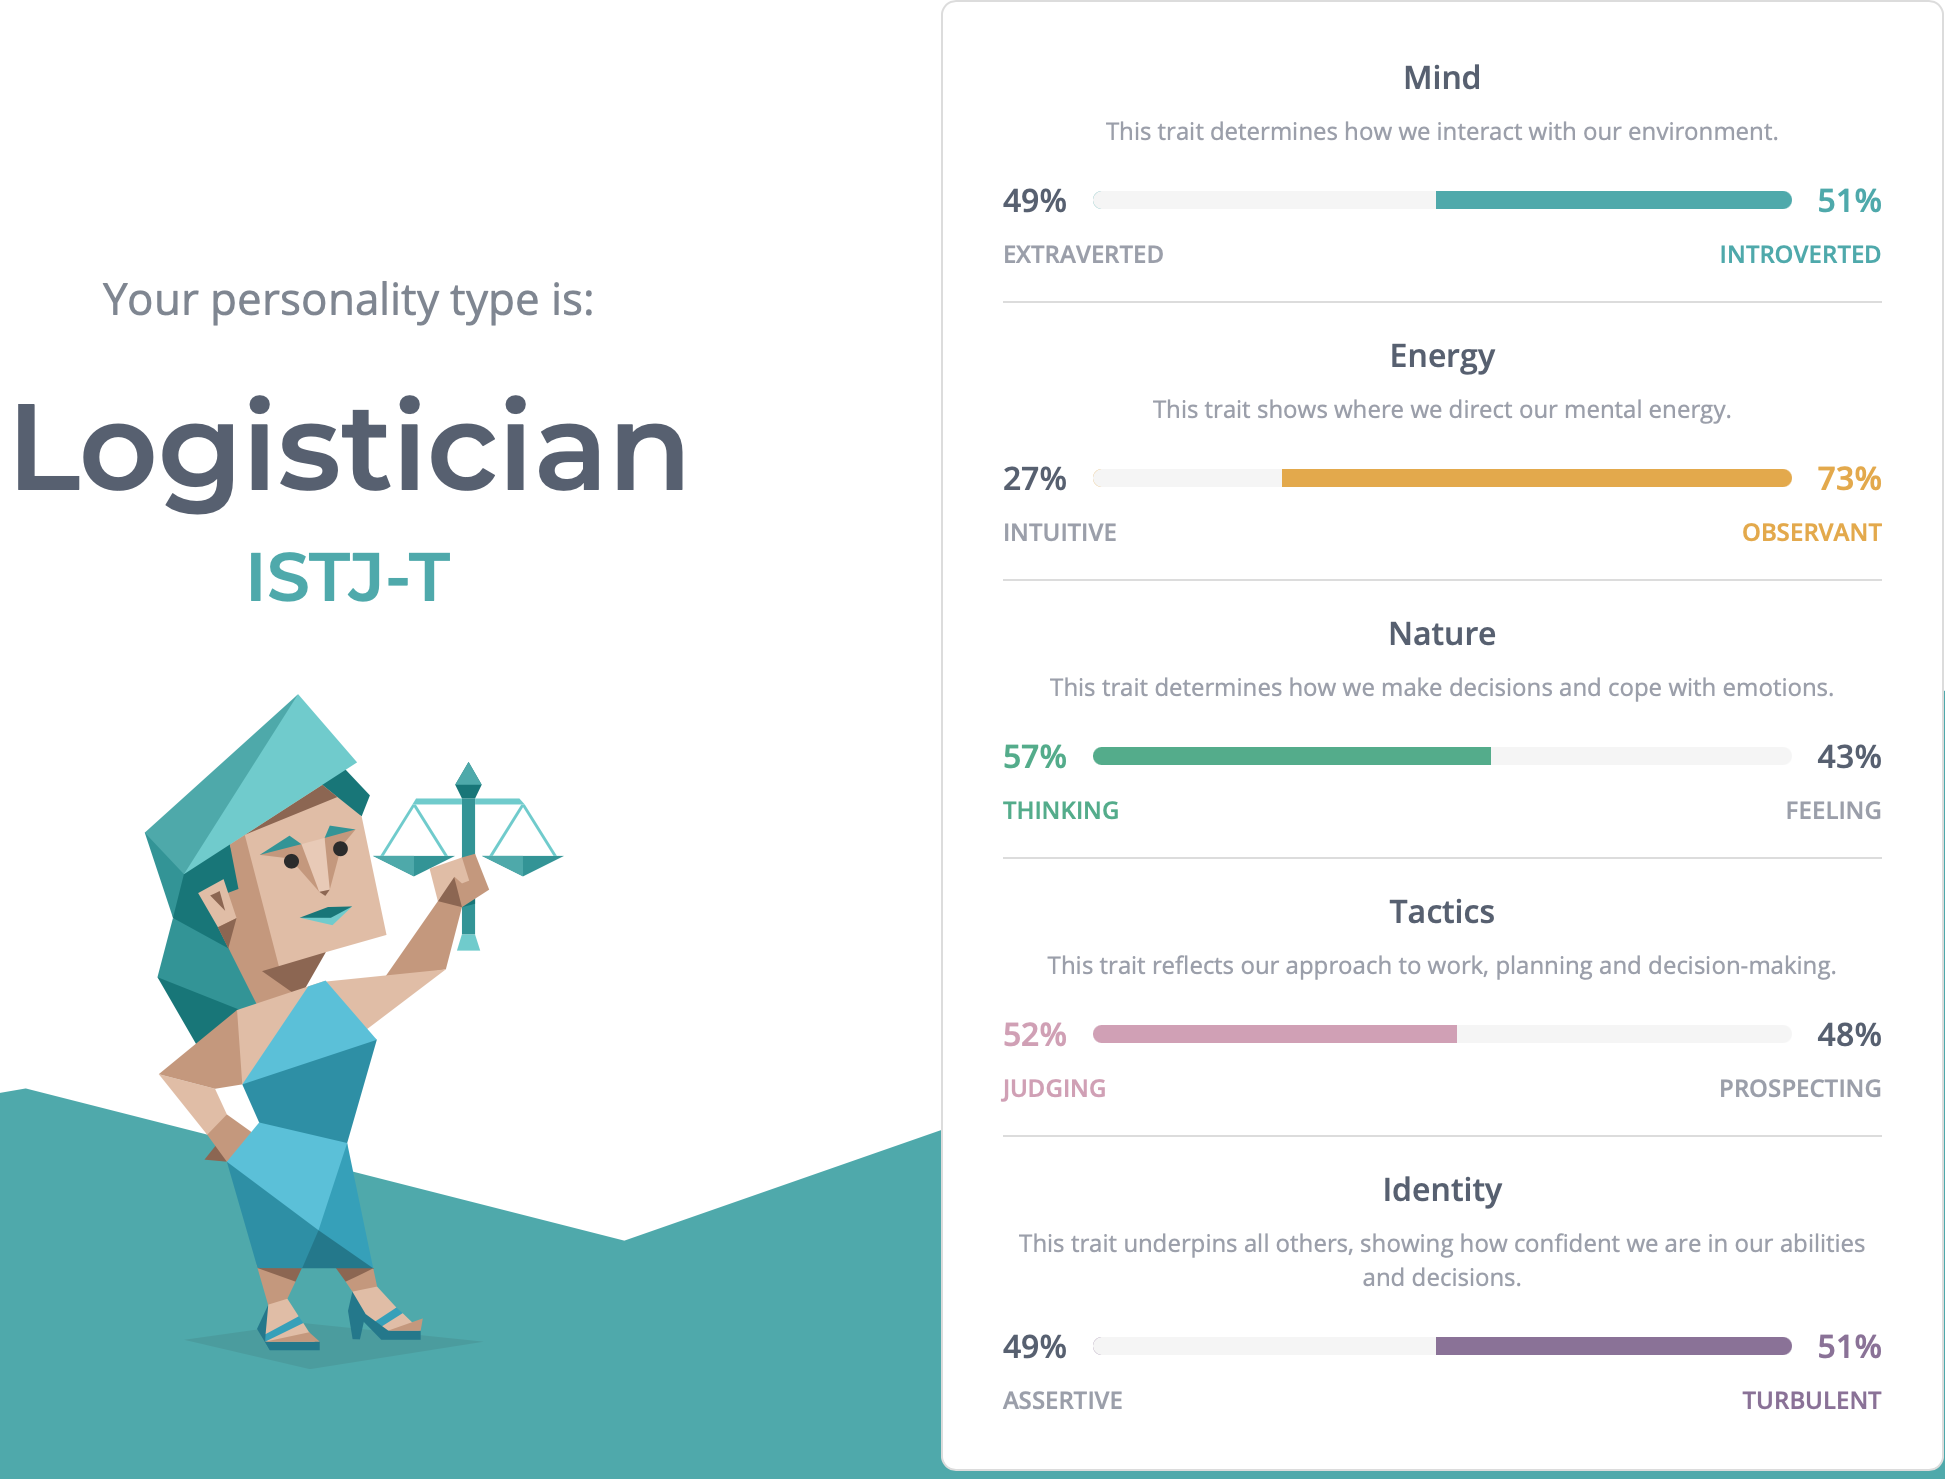 Your personality type is:
Logistician
ISTJ-T
Mind
This trait determines how we interact with our environment.
49% 51%
EXTRAVERTED INTROVERTED
Energy
This trait shows where we direct our mental energy.
27% 73%
INTUITIVE OBSERVANT
Nature
This trait determines how we make decisions and cope with emotions.
57% 43%
THINKING FEELING
Tactics
This trait reflects our approach to work, planning and decision-making.
52% 48%
JUDGING PROSPECTING
Identity
This trait underpins all others, showing how confident we are in our abilities
and decisions.
49% 51%
ASSERTIVE TURBULENT